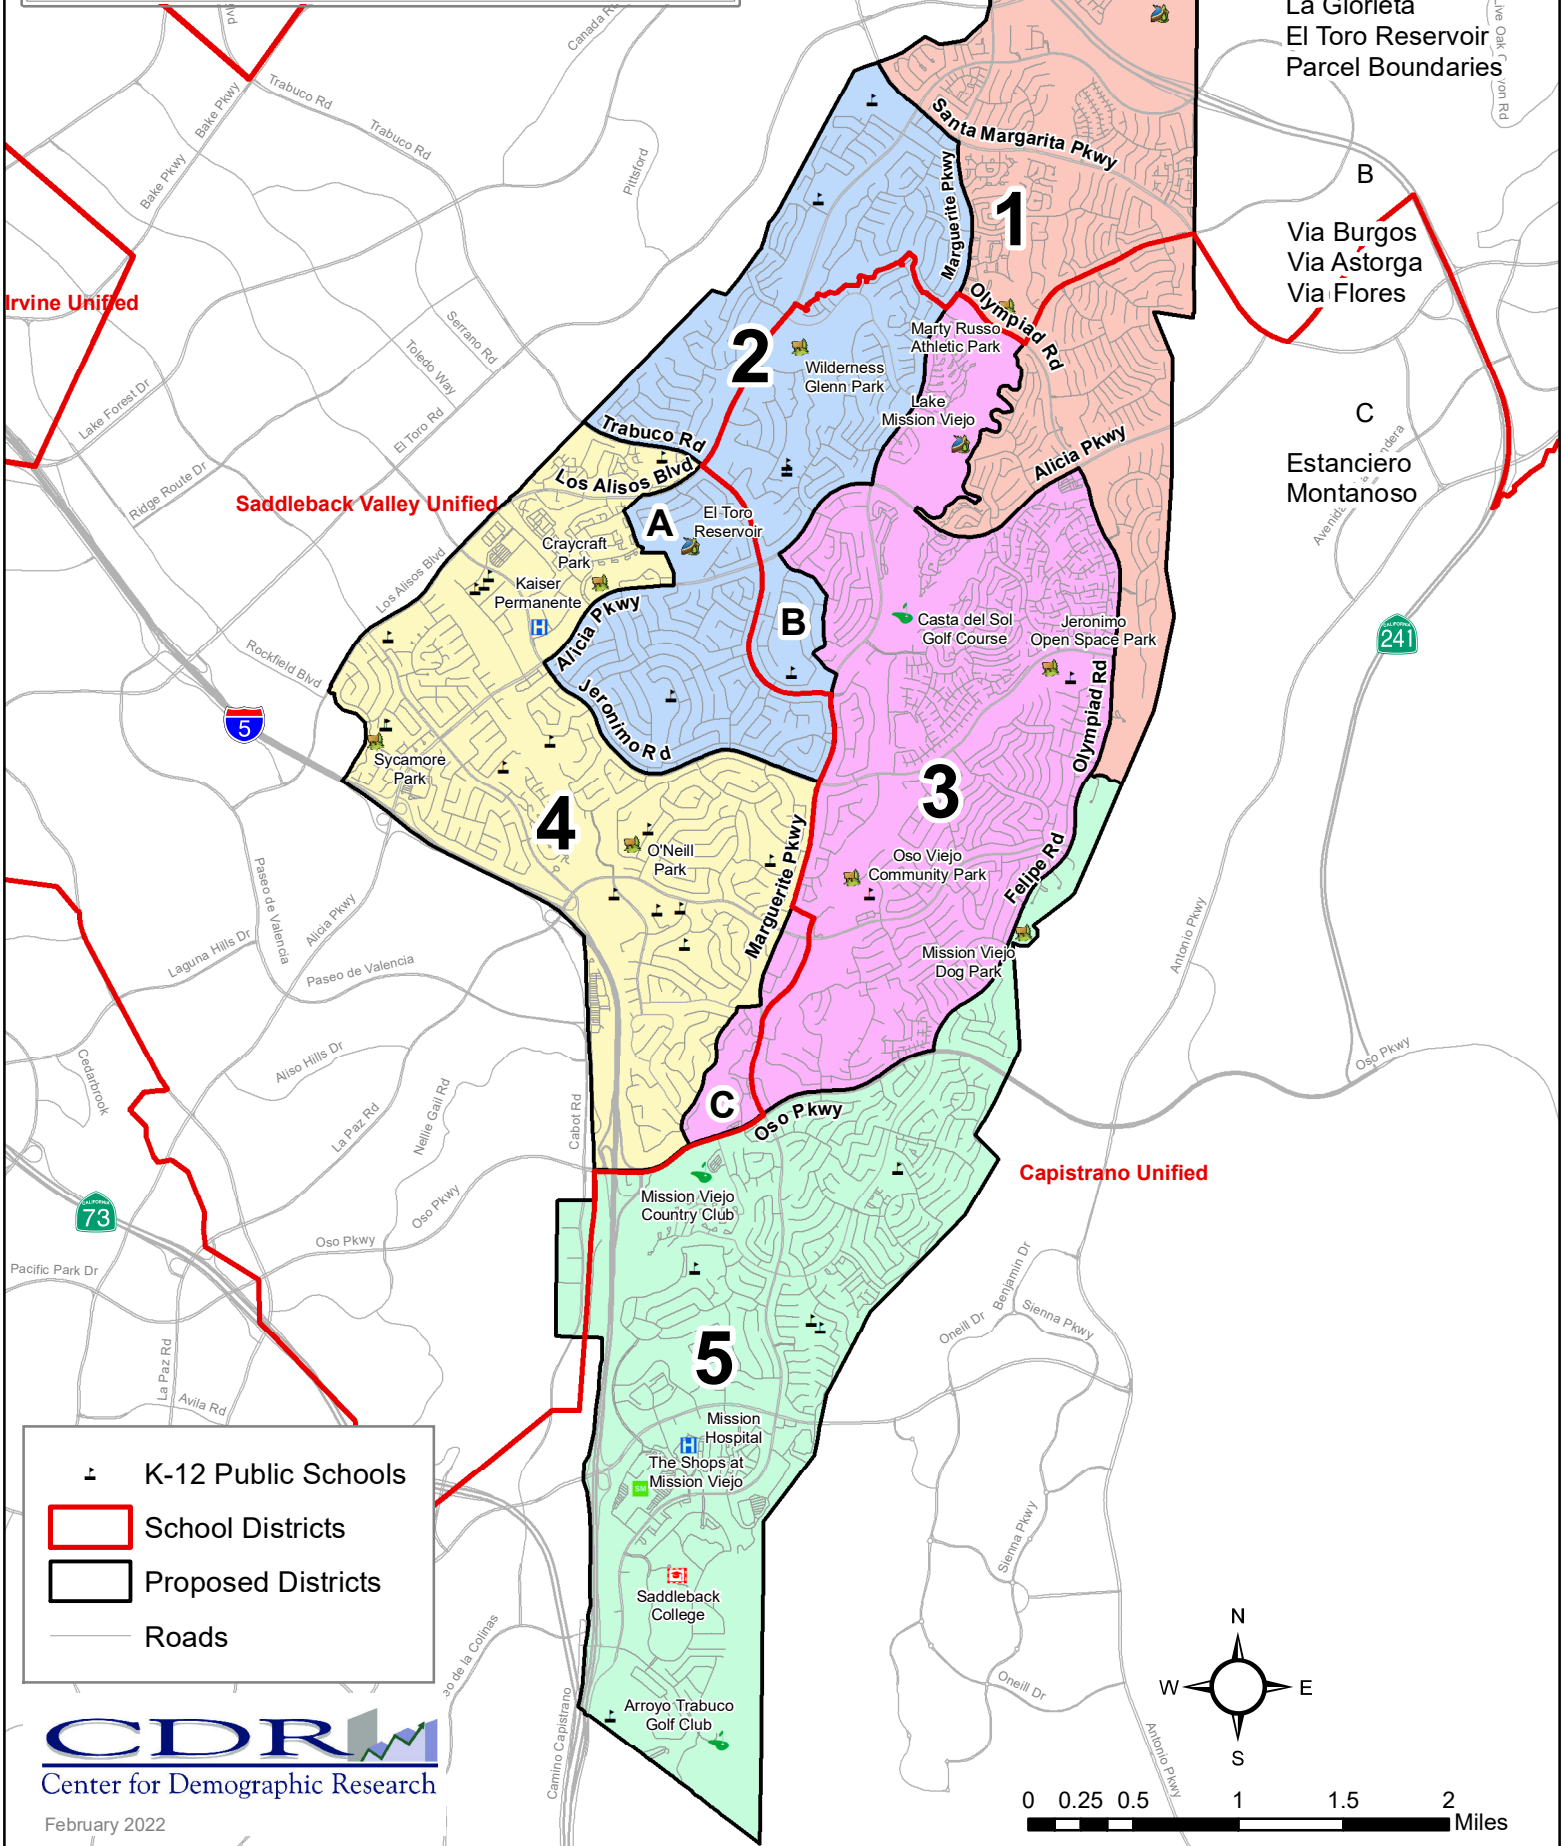 La Glorieta
El Toro Reservoir
Parcel Boundaries
Canada Rd
Bake Pkwy
Trabuco Rd
Trabuco Rd
Bake Pkwy
Pittsford
Santa Margarita Pkwy
Marguerite Pkwy
1
B
Via Burgos
Via Astorga
Via Flores
Irvine Unified
Olympiad Rd
Marty Russo
Athletic Park
2
Wilderness
Glenn Park
Serrano Rd
Toledo Way
Lake Forest Dr
El Toro Rd
Lake
Mission Viejo
C
Estanciero
Montanoso
Trabuco Rd
Los Alisos Blvd
Alicia Pkwy
Ridge Route Dr
Saddleback Valley Unified
A
El Toro
Reservoir
Craycraft
Park
Kaiser
Permanente
H
Los Alisos Blvd
Alicia Pkwy
B
Casta del Sol
Golf Course
Jeronimo
Open Space Park
CALIFORNIA
241
Rockfield Blvd
Jeronimo Rd
Olympiad Rd
5
Sycamore
Park
4
3
O'Neill
Park
Marguerite Pkwy
Oso Viejo
Community Park
Felipe Rd
Paseo de Valencia
Alicia Pkwy
Laguna Hills Dr
Paseo de Valencia
Mission Viejo
Dog Park
Antonio Pkwy
Cedarbrook
Aliso Hills Dr
La Paz Rd
Nellie Gail Rd
Cabot Rd
C
Oso Pkwy
Oso Pkwy
Capistrano Unified
CALIFORNIA
73
Oso Pkwy
Oso Pkwy
Pacific Park Dr
Mission Viejo
Country Club
Benjamin Dr
Oneill Dr
Sienna Pkwy
La Paz Rd
Avila Rd
5
Mission
Hospital
H
The Shops at
Mission Viejo
SM
K-12 Public Schools
School Districts
Proposed Districts
Roads
Sienna Pkwy
Saddleback
College
Oneill Dr
Antonio Pkwy
Camino Capistrano
Arroyo Trabuco
Golf Club
N
W E
S
CDR
Center for Demographic Research
February 2022
0 0.25 0.5 1 1.5 2
Miles